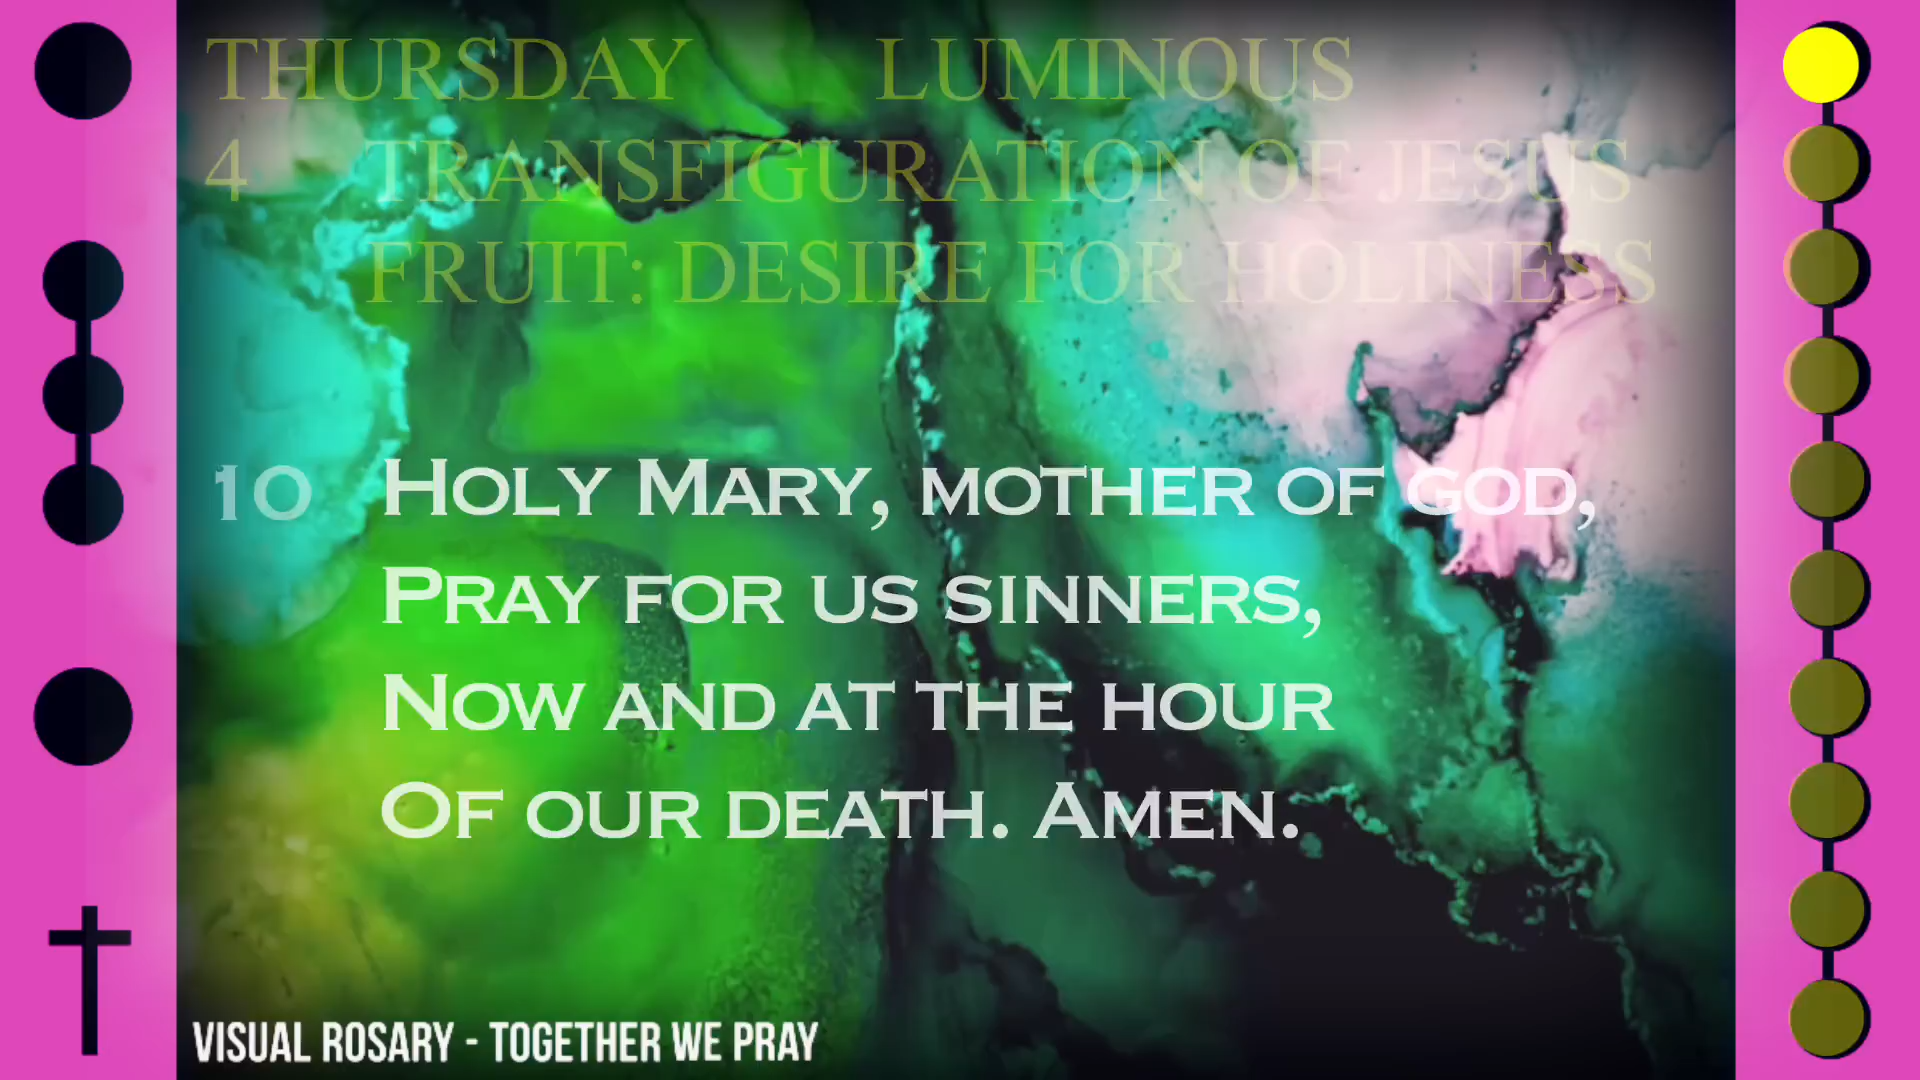 THURSDAY LUMINOUS
4 TRANSFIGURATION OF JESUS
FRUIT: DESIRE FOR HOLINESS
10 HOLY MARY, MOTHER OF GOD,
PRAY FOR US SINNERS,
NOW AND AT THE HOUR
OF OUR DEATH. AMEN.
VISUAL ROSARY - TOGETHER WE PRAY